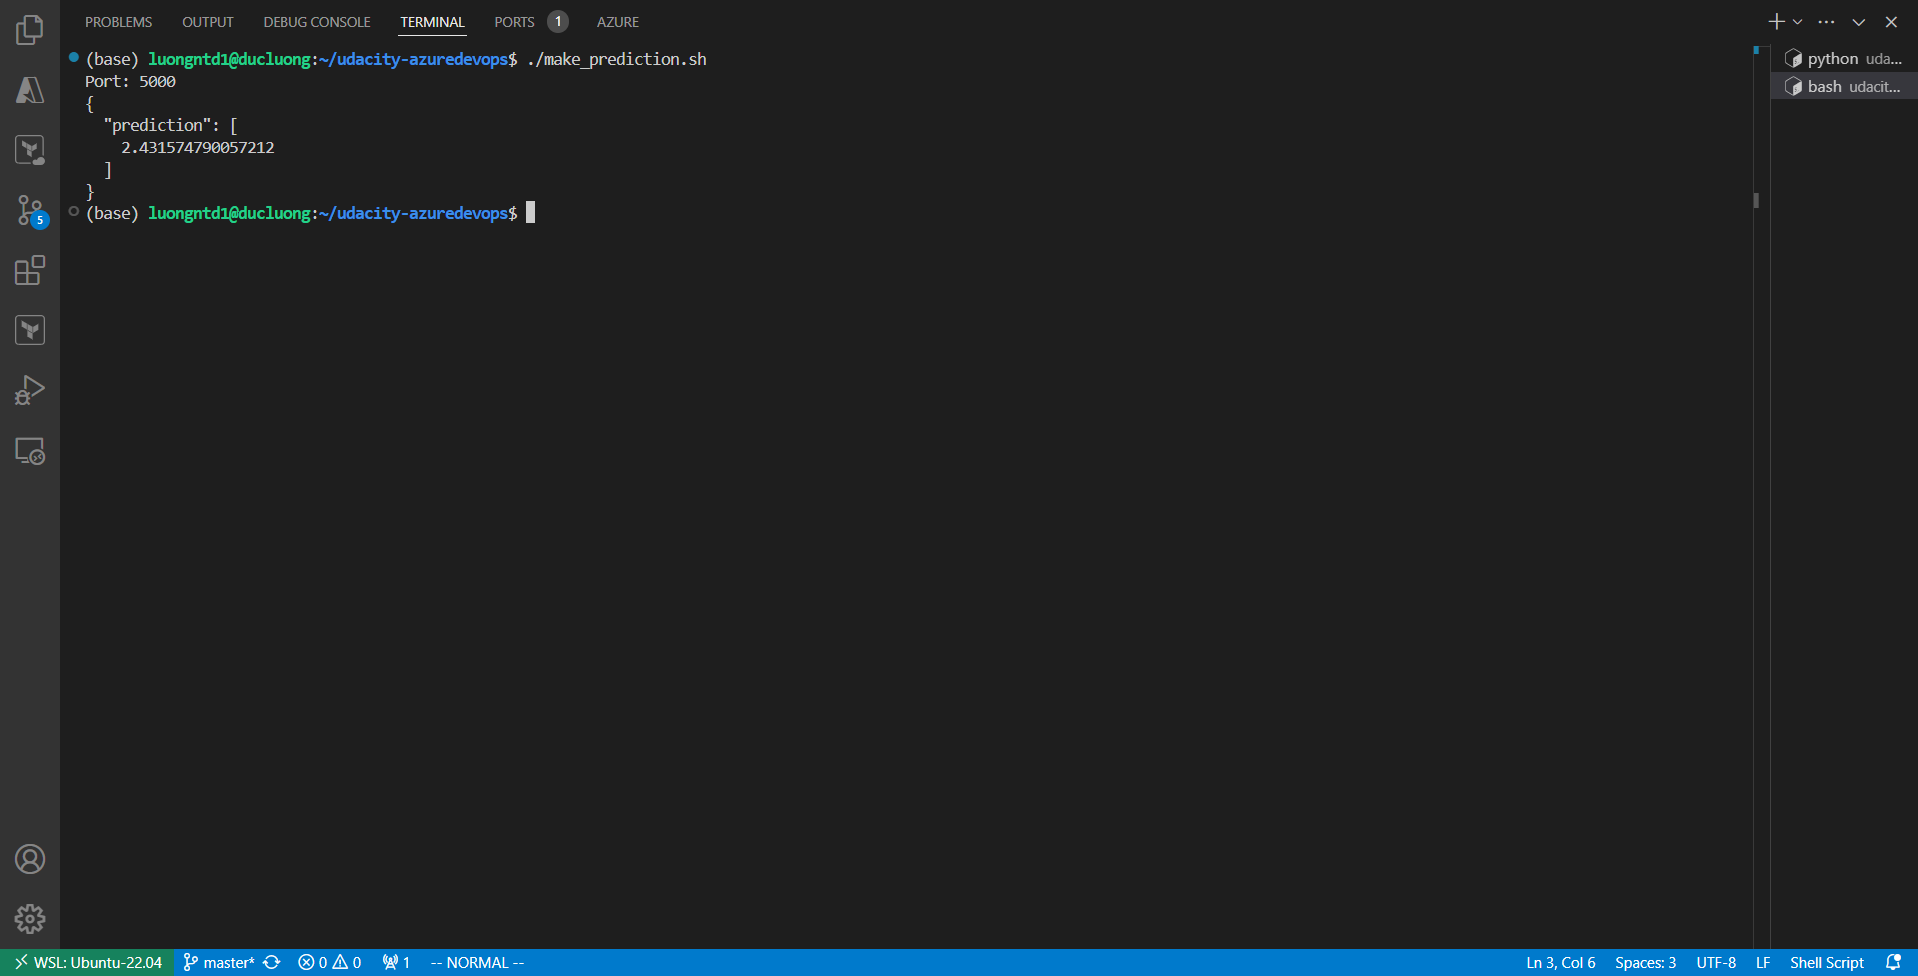 PROBLEMS OUTPUT DEBUG CONSOLE TERMINAL PORTS 1 AZURE
(base) luongntd1@ducluong:~/udacity-azuredevops$ ./make_prediction.sh
Port: 5000
{
  "prediction": [
    2.431574790057212
  ]
}
(base) luongntd1@ducluong:~/udacity-azuredevops$
python uda...
bash udacit...
5
WSL: Ubuntu-22.04 master* 0 0 1 -- NORMAL -- Ln 3, Col 6 Spaces: 3 UTF-8 LF Shell Script